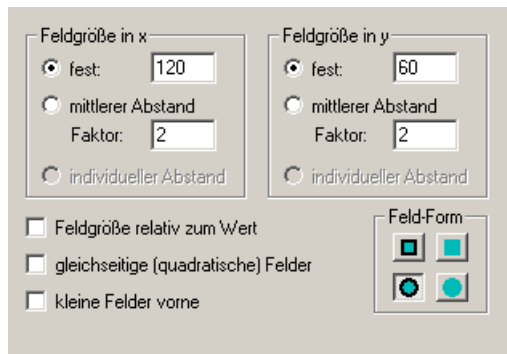 Feldgröße in x
fest: 120
mittlerer Abstand
Faktor: 2
individueller Abstand
Feldgröße in y
fest: 60
mittlerer Abstand
Faktor: 2
individueller Abstand
Feldgröße relativ zum Wert
gleichseitige (quadratische) Felder
kleine Felder vorne
Feld-Form